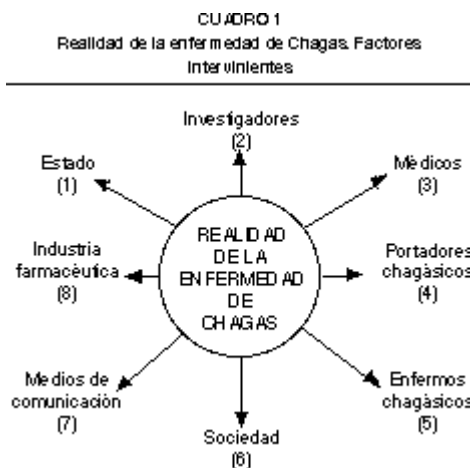 CUADRO 1
Realidad de la enfermedad de Chagas. Factores
intervinientes
Investigadores
(2)
Estado
(1)
Médicos
(3)
REALIDAD
DE LA
ENFERMEDAD
DE
CHAGAS
Industria
farmacéutica
(8)
Portadores
chagásicos
(4)
Medios de
comunicación
(7)
Enfermos
chagásicos
(5)
Sociedad
(6)